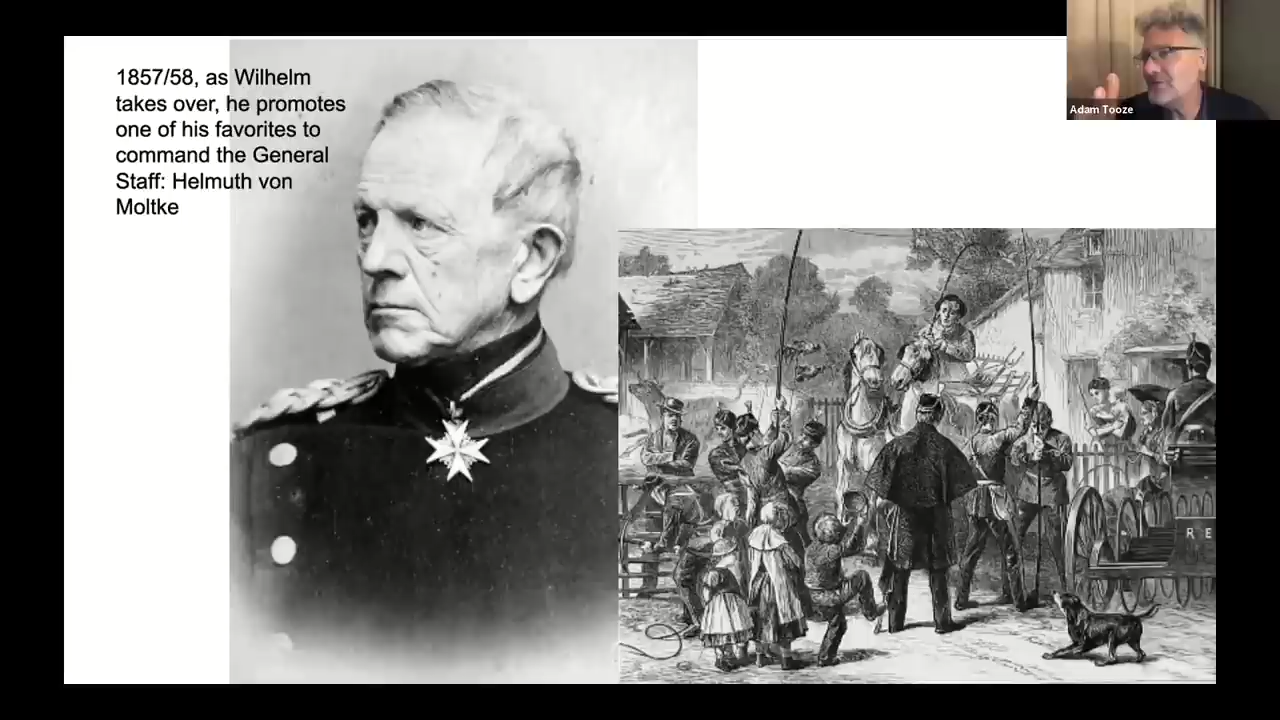 1857/58, as Wilhelm
takes over, he promotes
one of his favorites to
command the General
Staff: Helmuth von
Moltke
Adam Tooze
R E